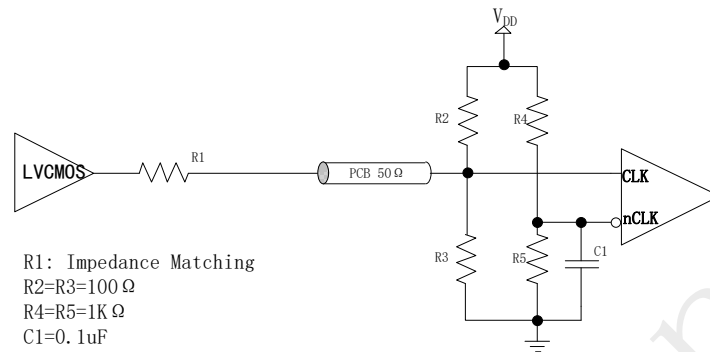 VDD
R2
R4
R1
LVCMOS
PCB 50Ω
CLK
nCLK
R3
R5
C1
R1: Impedance Matching
R2=R3=100Ω
R4=R5=1KΩ
C1=0.1uF